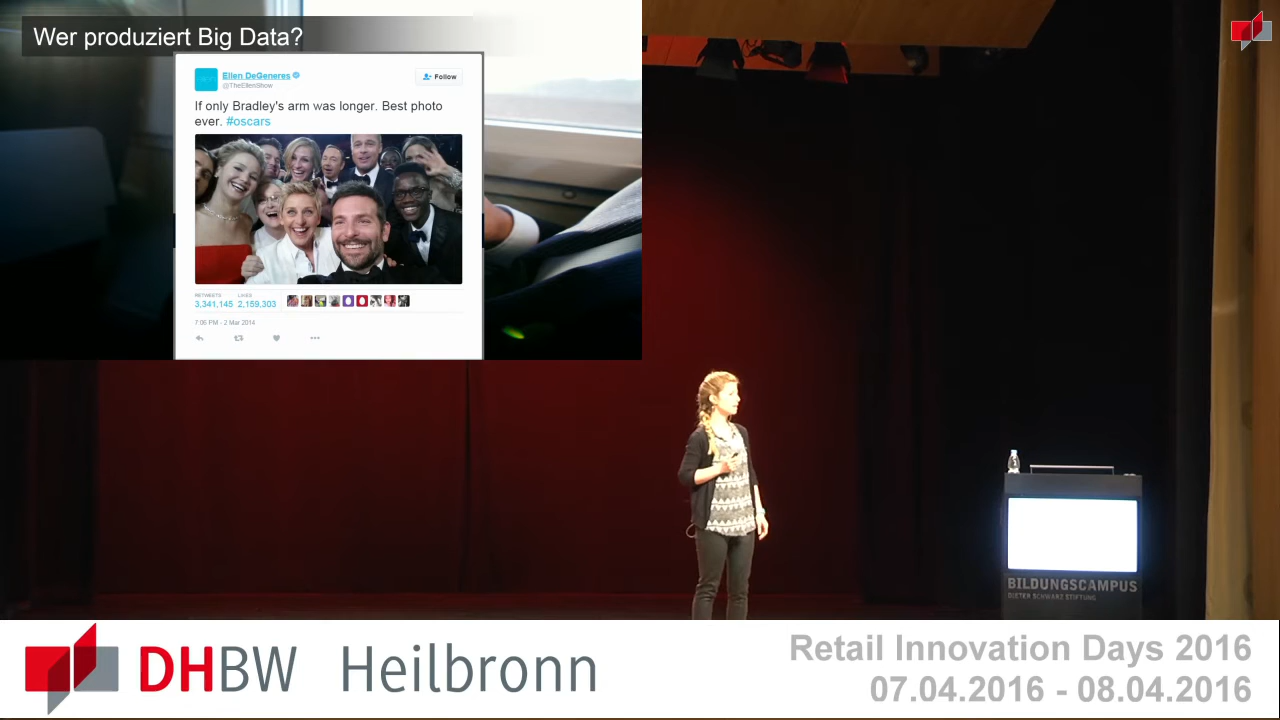 Wer produziert Big Data?
Ellen DeGeneres
@TheEllenShow
Follow
If only Bradley's arm was longer. Best photo
ever. #oscars
RETWEETS LIKES
3,341,145 2,159,303
7:06 PM - 2 Mar 2014
BILDUNGSCAMPUS
DIETER SCHWARZ STIFTUNG
DHBW Heilbronn
Retail Innovation Days 2016
07.04.2016 - 08.04.2016